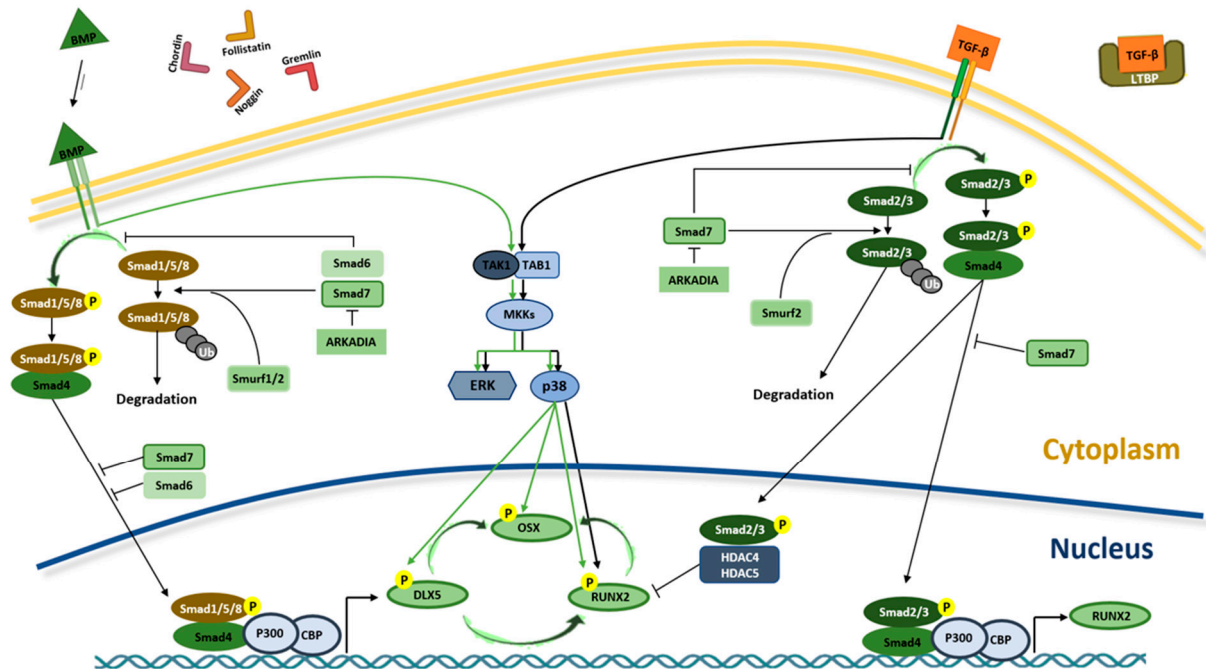 BMP
Chordin
Follistatin
Gremlin
Noggin
TGF-β
TGF-β
LTBP
BMP
Smad1/5/8
Smad6
Smad7
ARKADIA
Smad1/5/8
P
Smad1/5/8
Ub
Smurf1/2
Degradation
Smad1/5/8
P
Smad4
TAK1
TAB1
MKKs
ERK
p38
Smad2/3
Smad2/3
P
Smad7
ARKADIA
Smad2/3
Ub
Smurf2
Degradation
Smad2/3
P
Smad4
Smad7
Smad7
Smad6
Cytoplasm
Nucleus
P
OSX
P
DLX5
P
RUNX2
Smad2/3
P
HDAC4
HDAC5
Smad1/5/8
P
Smad4
P300
CBP
Smad2/3
P
Smad4
P300
CBP
RUNX2